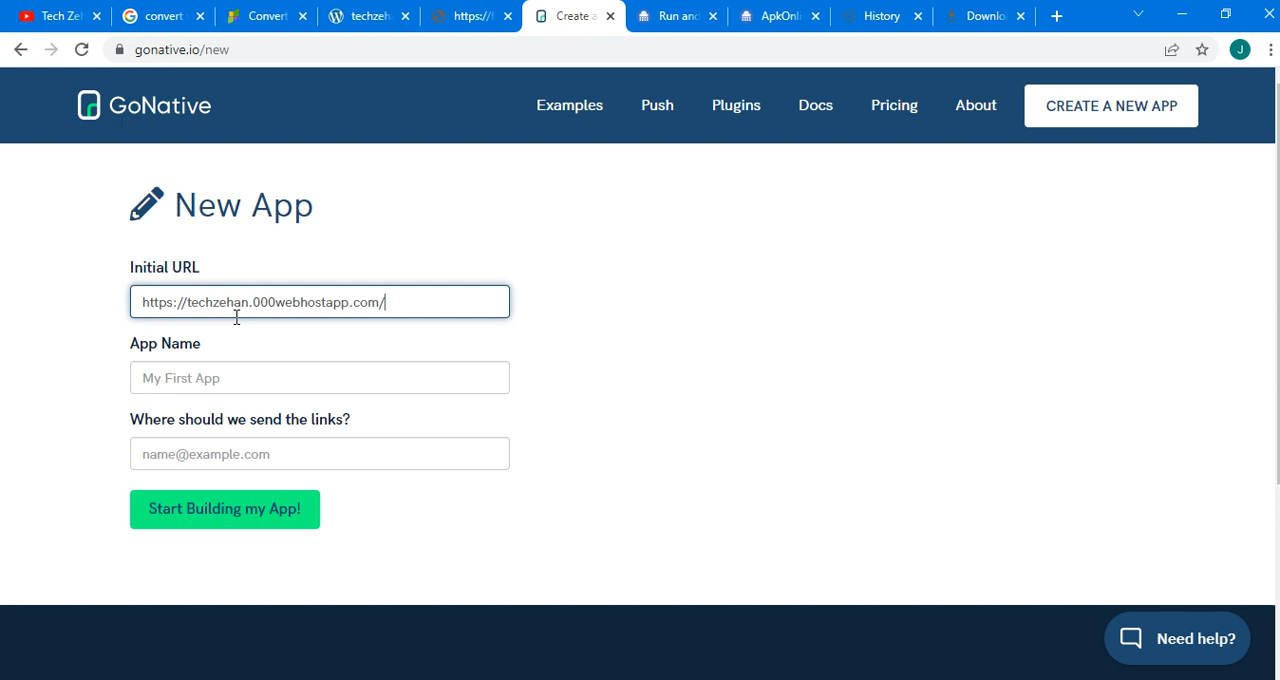 Tech Zeh
convert
Convert
techzeh
https://
Create a
Run and
ApkOnli
History
Downlo
gonative.io/new
J
GoNative
Examples
Push
Plugins
Docs
Pricing
About
CREATE A NEW APP
New App
Initial URL
https://techzehan.000webhostapp.com/
App Name
My First App
Where should we send the links?
name@example.com
Start Building my App!
Need help?